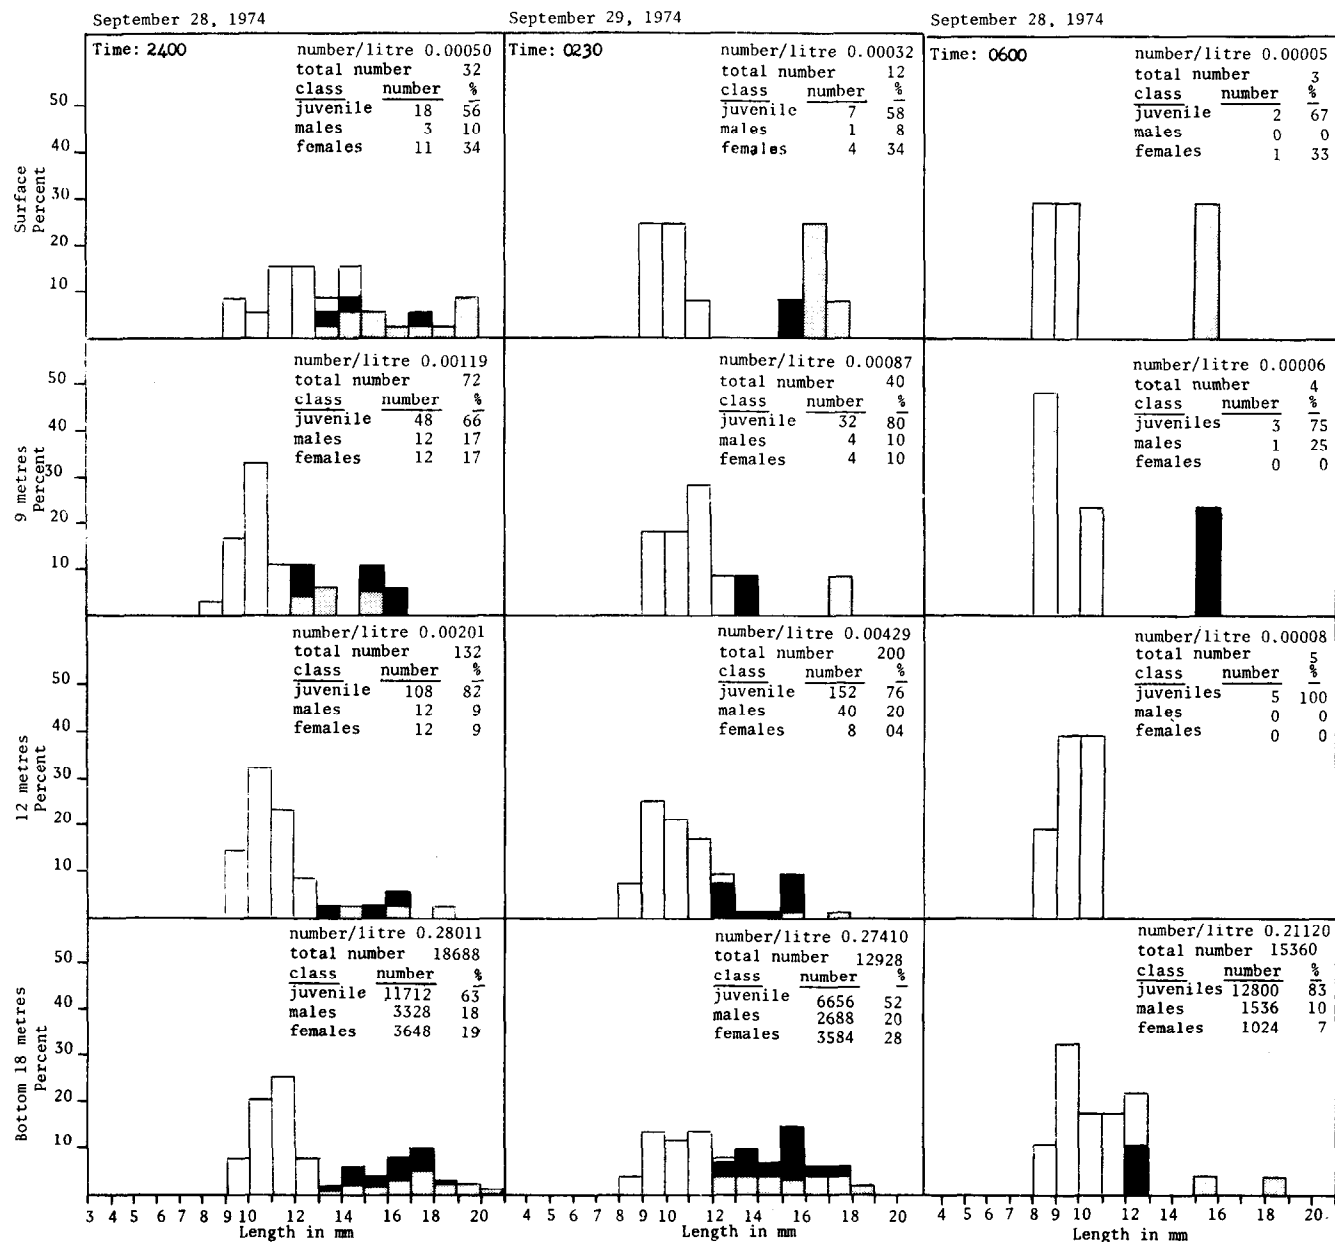 September 28, 1974
September 29, 1974
September 28, 1974
Time: 2400
number/litre 0.00050
total number 32
class number %
juvenile 18 56
males 3 10
females 11 34
Time: 0230
number/litre 0.00032
total number 12
class number %
juvenile 7 58
males 1 8
females 4 34
Time: 0600
number/litre 0.00005
total number 3
class number %
juvenile 2 67
males 0 0
females 1 33
Surface
Percent
50
40
30
20
10
number/litre 0.00119
total number 72
class number %
juvenile 48 66
males 12 17
females 12 17
number/litre 0.00087
total number 40
class number %
juvenile 32 80
males 4 10
females 4 10
number/litre 0.00006
total number 4
class number %
juveniles 3 75
males 1 25
females 0 0
9 metres
Percent
50
40
30
20
10
number/litre 0.00201
total number 132
class number %
juvenile 108 82
males 12 9
females 12 9
number/litre 0.00429
total number 200
class number %
juvenile 152 76
males 40 20
females 8 04
number/litre 0.00008
total number 5
class number %
juveniles 5 100
males 0 0
females 0 0
12 metres
Percent
50
40
30
20
10
number/litre 0.28011
total number 18688
class number %
juvenile 11712 63
males 3328 18
females 3648 19
number/litre 0.27410
total number 12928
class number %
juvenile 6656 52
males 2688 20
females 3584 28
number/litre 0.21120
total number 15360
class number %
juveniles 12800 83
males 1536 10
females 1024 7
Bottom 18 metres
Percent
50
40
30
20
10
3 4 5 6 7 8 9 10 12 14 16 18 20
Length in mm
4 5 6 7 8 9 10 12 14 16 18 20
Length in mm
4 5 6 7 8 9 10 12 14 16 18 20
Length in mm